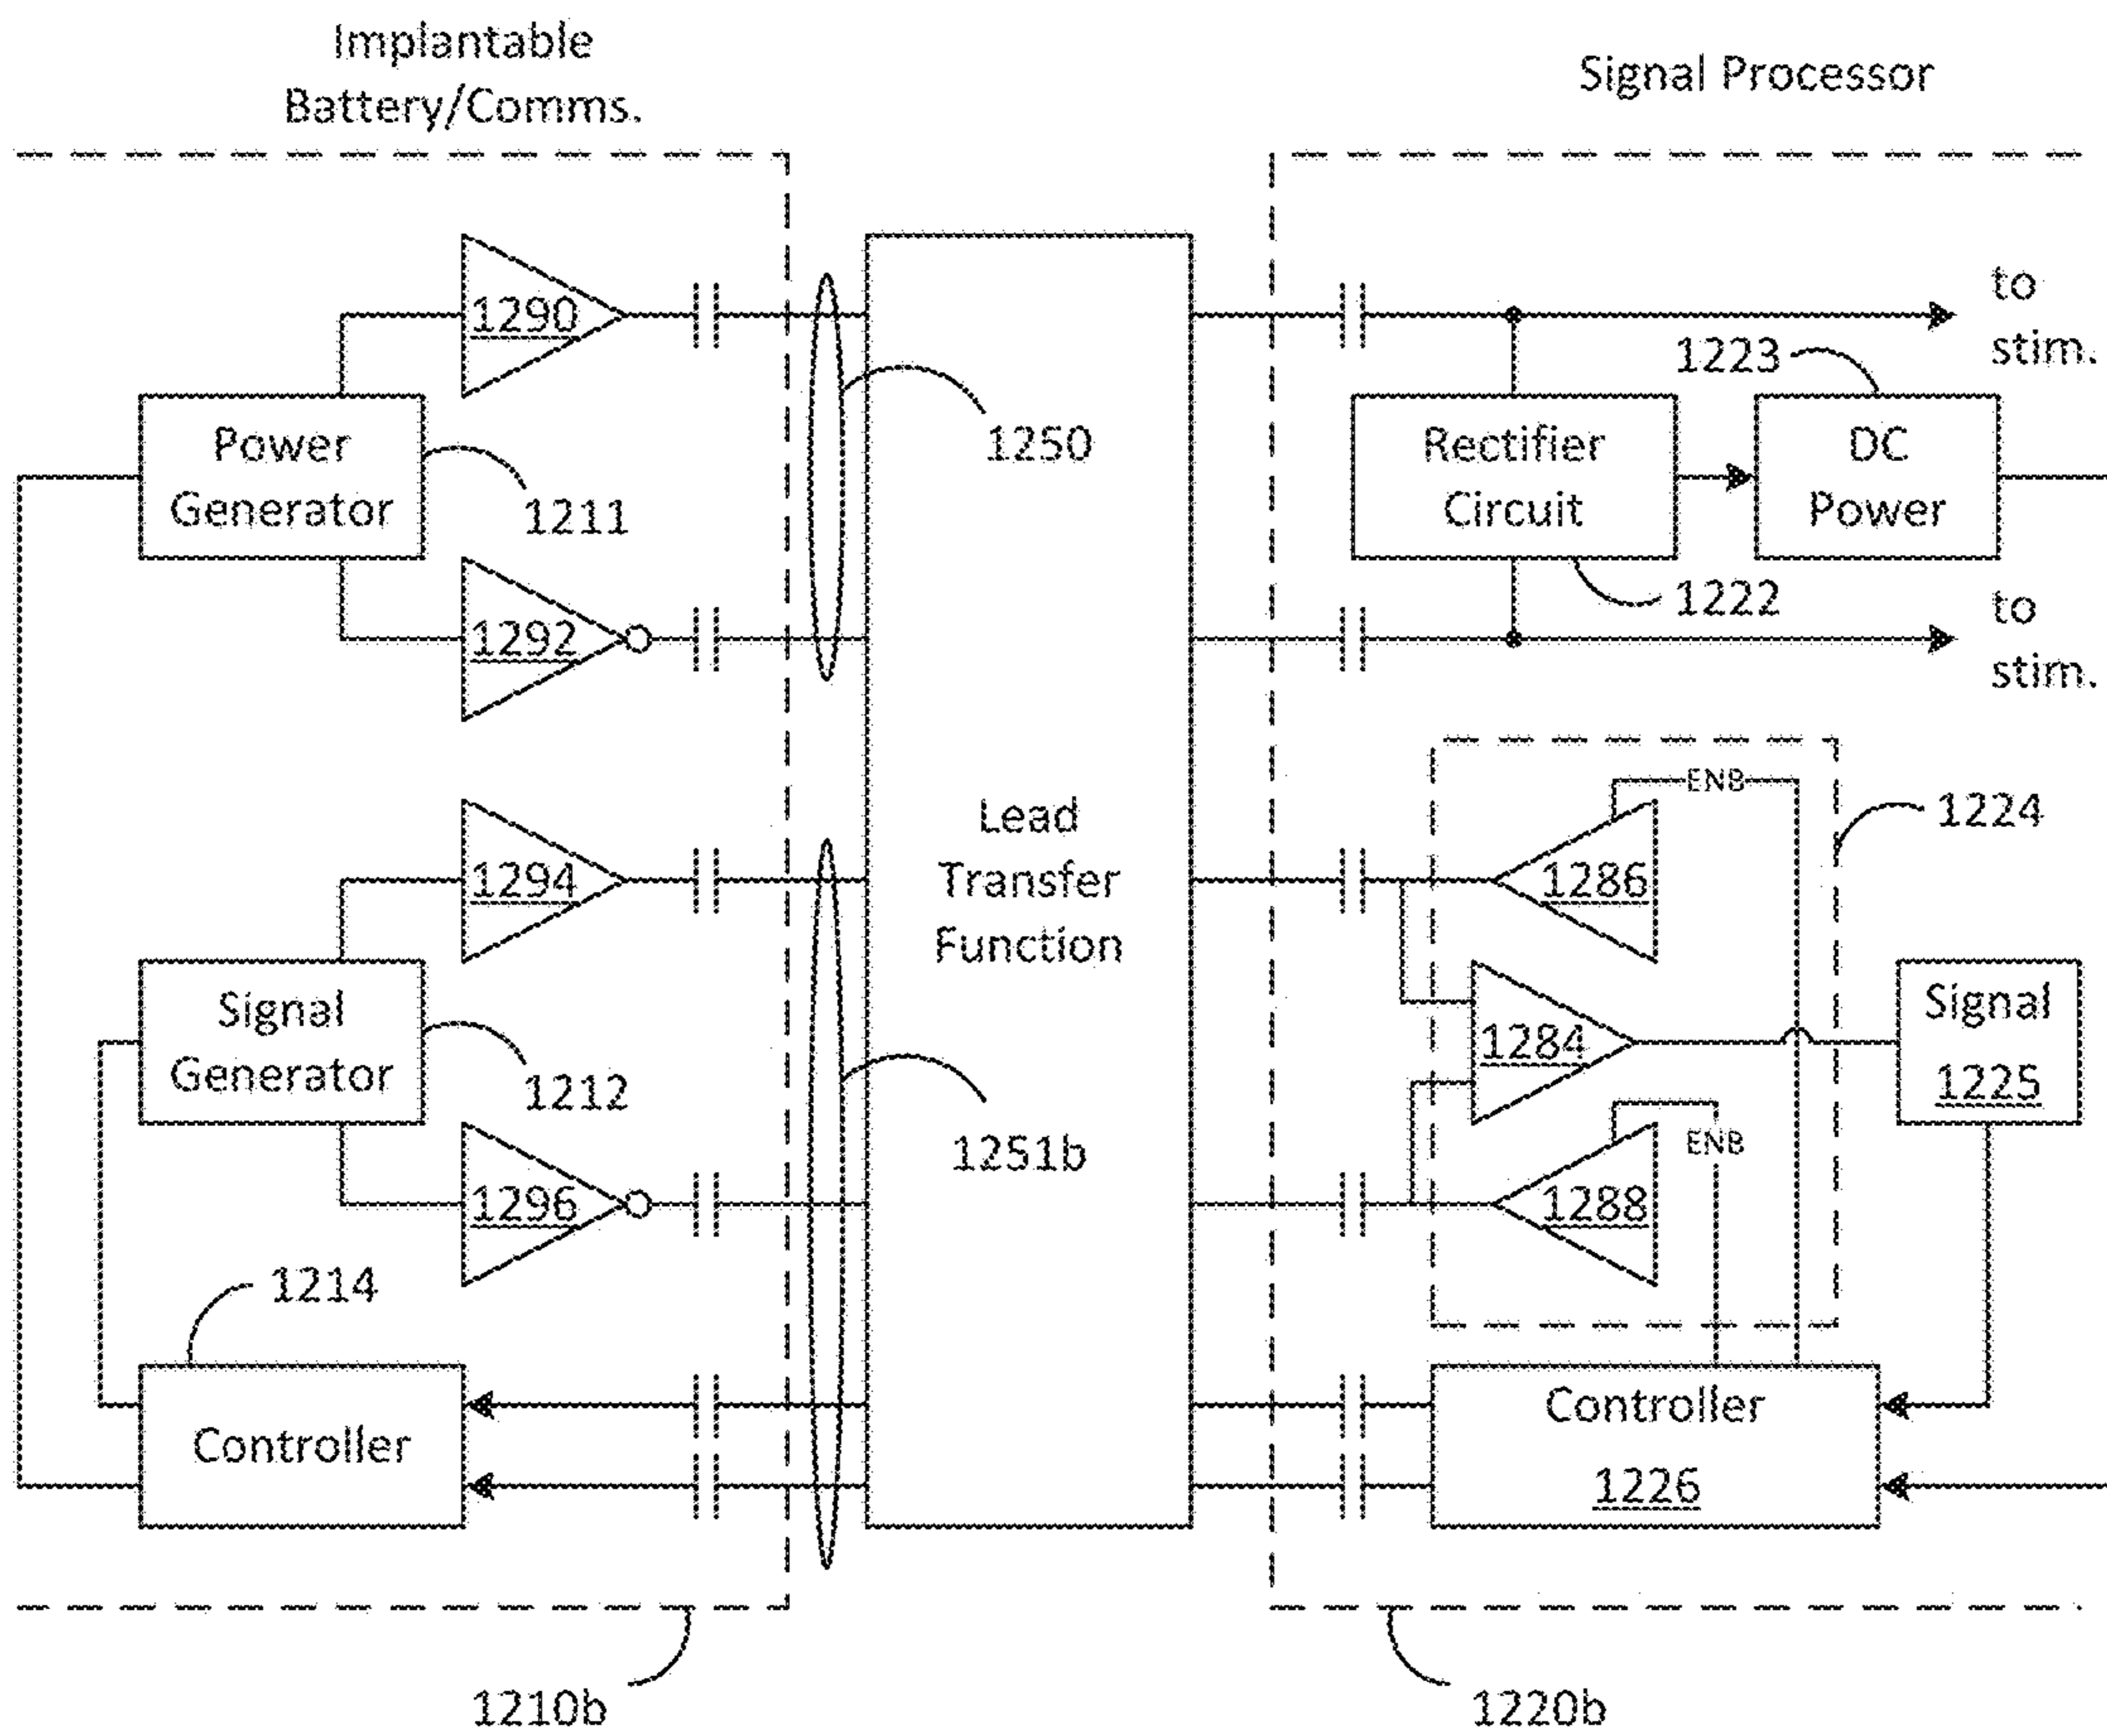 Implantable
Battery/Comms.
Signal Processor
1290
to
stim.
1223
Power
Generator
1211
1250
Rectifier
Circuit
DC
Power
1292
1222
to
stim.
ENB
1224
Lead
Transfer
Function
1294
1286
Signal
Generator
1212
1284
Signal
1225
1251b
ENB
1296
1288
1214
Controller
Controller
1226
1210b
1220b